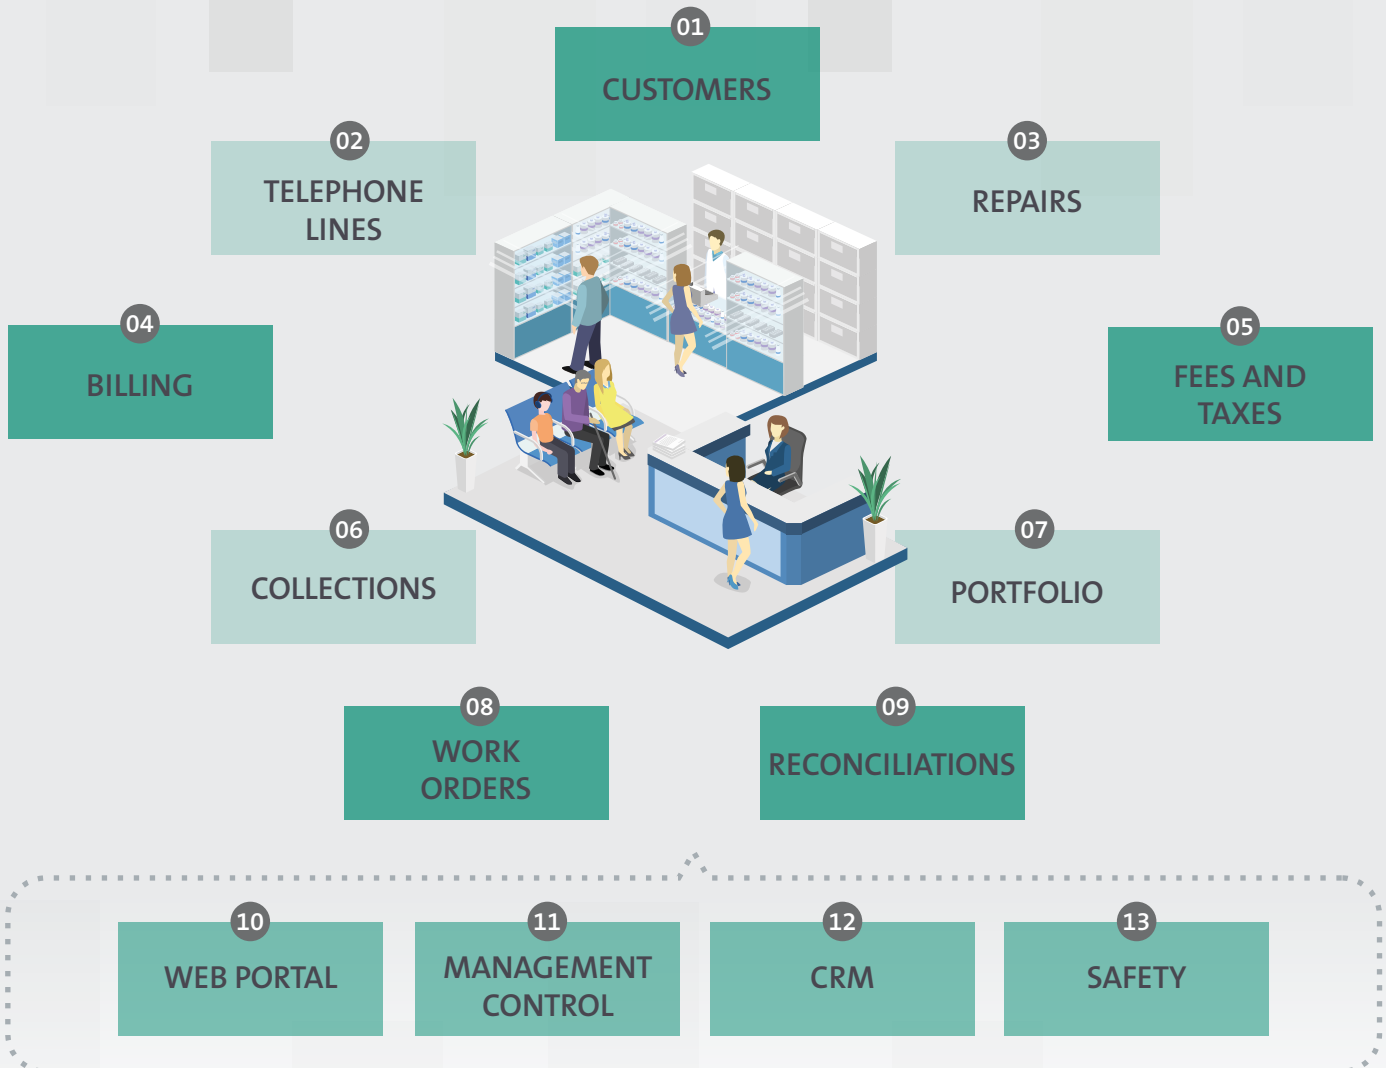 01
CUSTOMERS
02
TELEPHONE
LINES
03
REPAIRS
04
BILLING
05
FEES AND
TAXES
06
COLLECTIONS
07
PORTFOLIO
08
WORK
ORDERS
09
RECONCILIATIONS
10
WEB PORTAL
11
MANAGEMENT
CONTROL
12
CRM
13
SAFETY